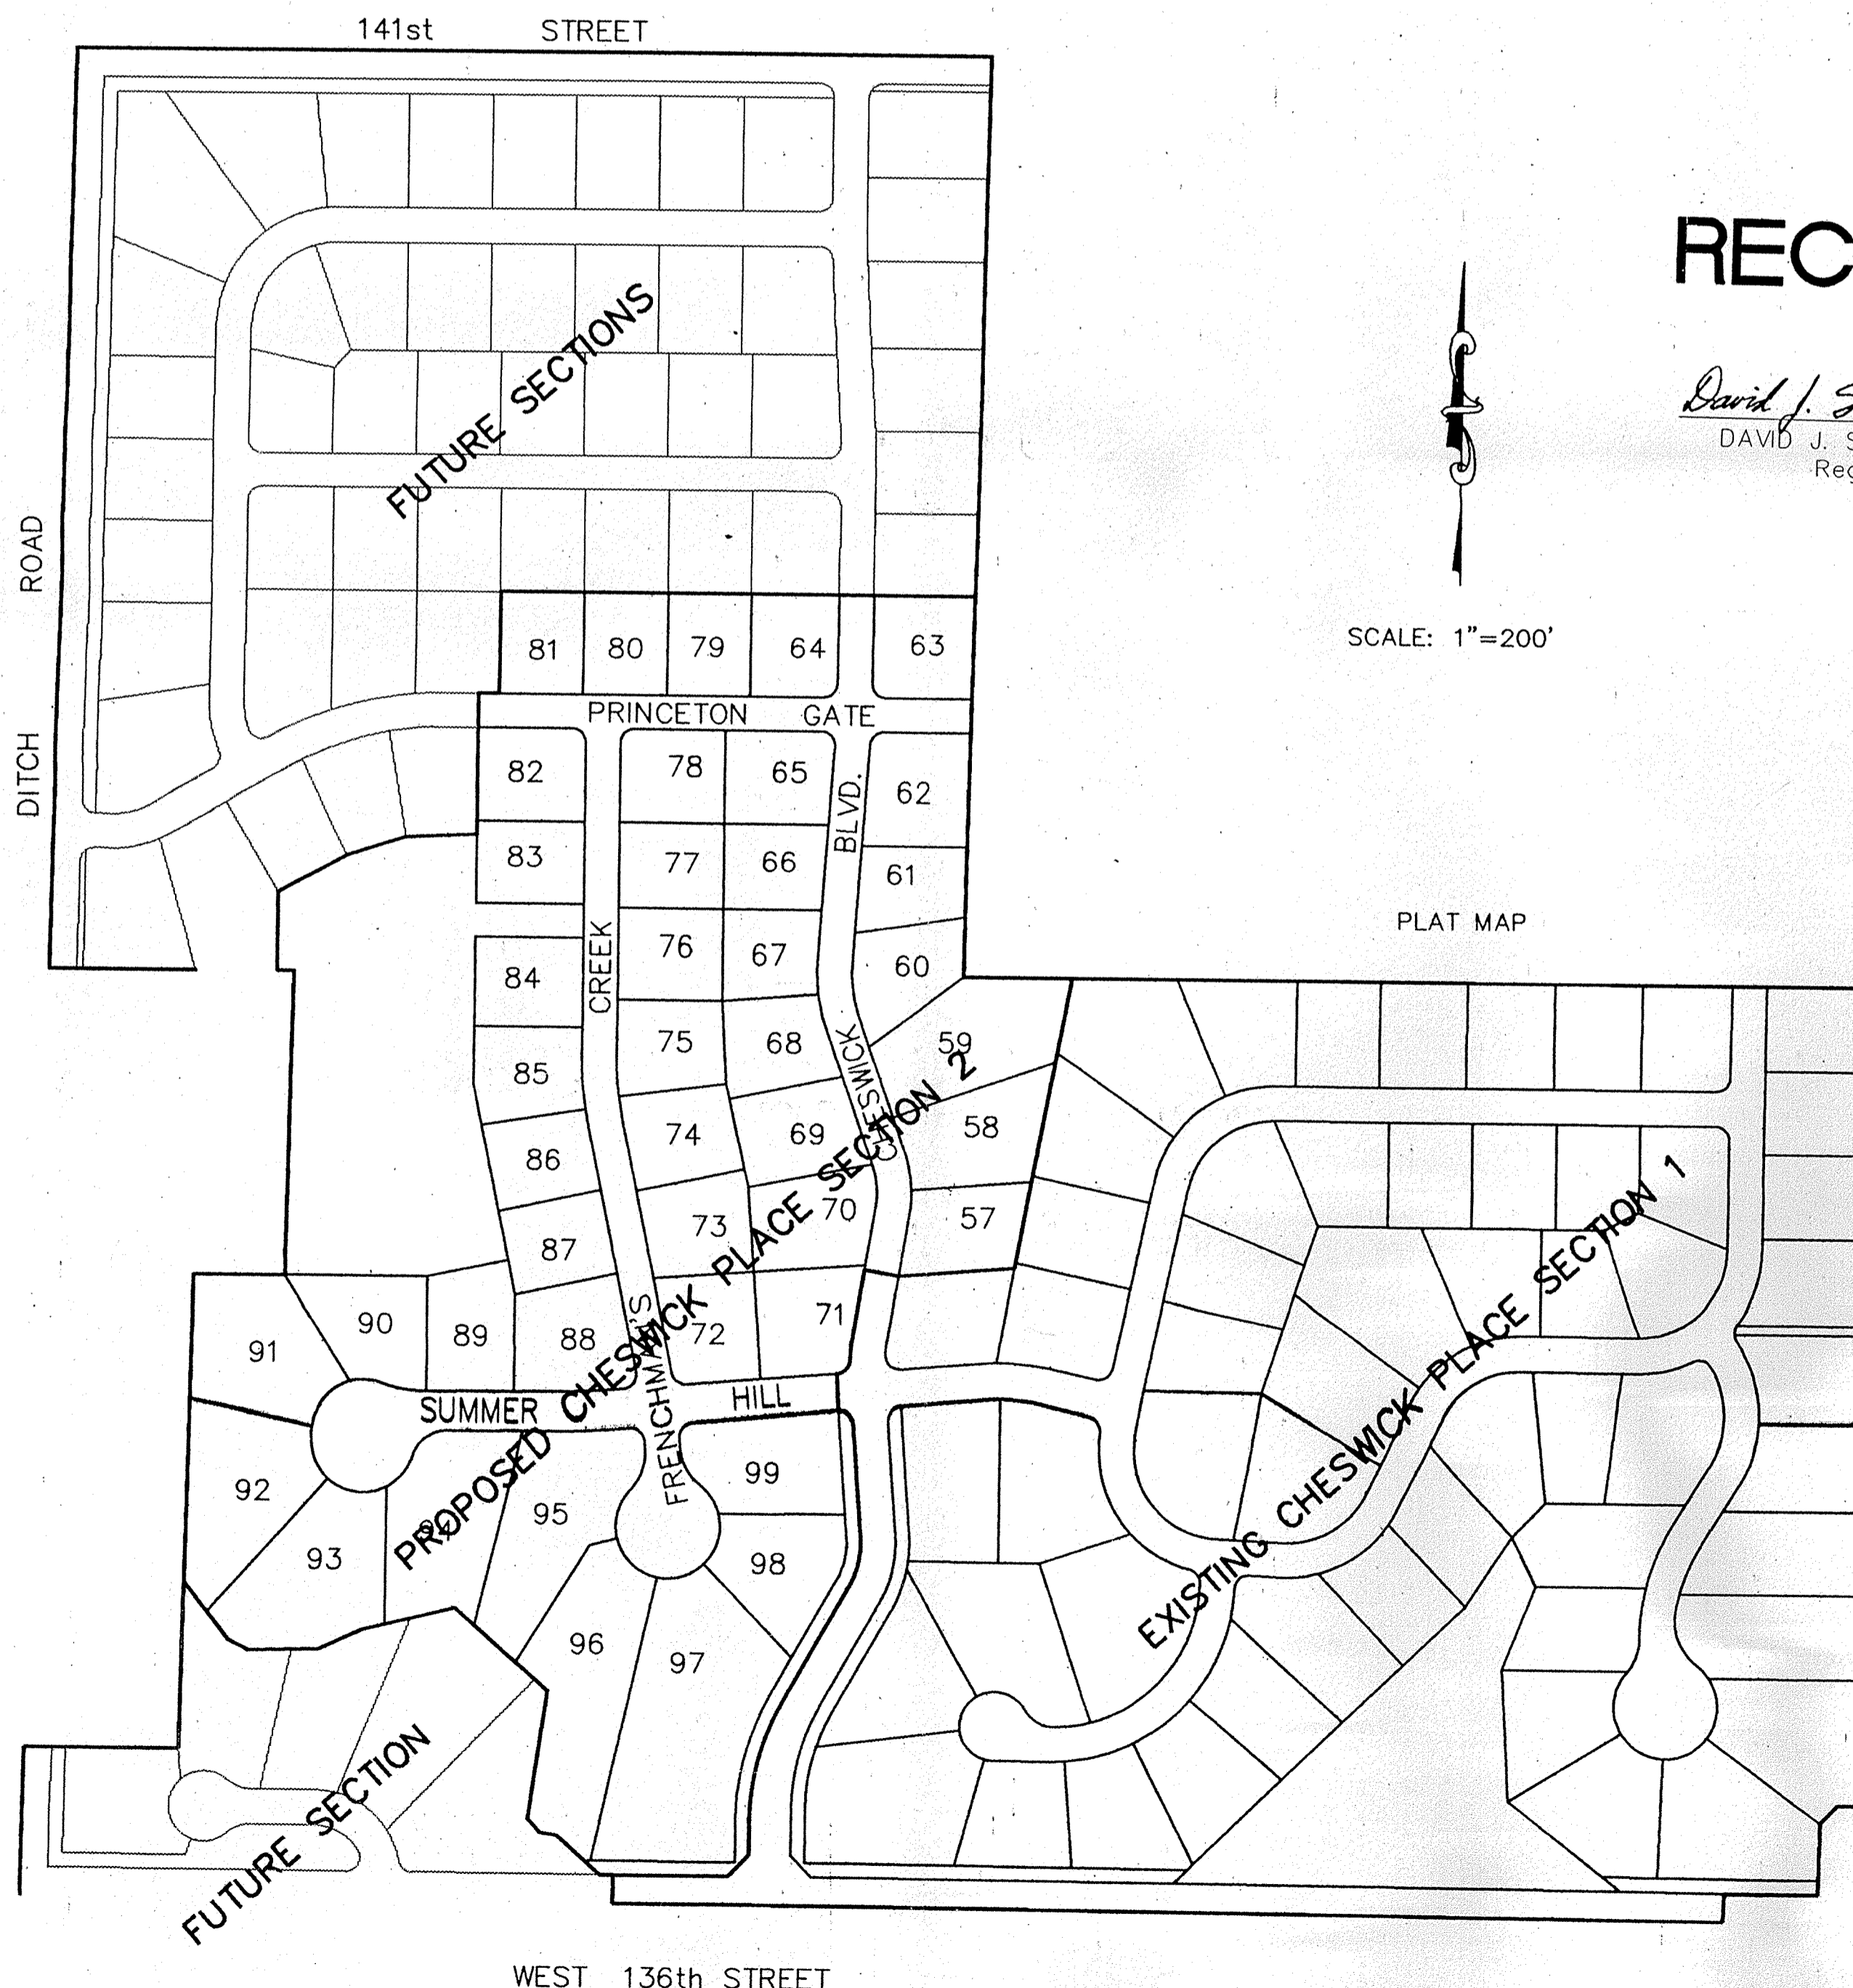 141st STREET
REC
David J. S
DAVID J. S
Reg
FUTURE SECTIONS
DITCH ROAD
SCALE: 1"=200'
81 80 79 64 63
PRINCETON GATE
82 78 65 62
BLVD.
83 77 66 61
PLAT MAP
84 76 67 60
CREEK
85 75 68 59
CHESWICK
86 74 69 58
87 73 70 57
91 90 89 88 72 71
PROPOSED CHESWICK PLACE SECTION 2
EXISTING CHESWICK PLACE SECTION 1
SUMMER HILL
FRENCHMAN'S
92 93 94 95 99
98
96 97
FUTURE SECTION
WEST 136th STREET